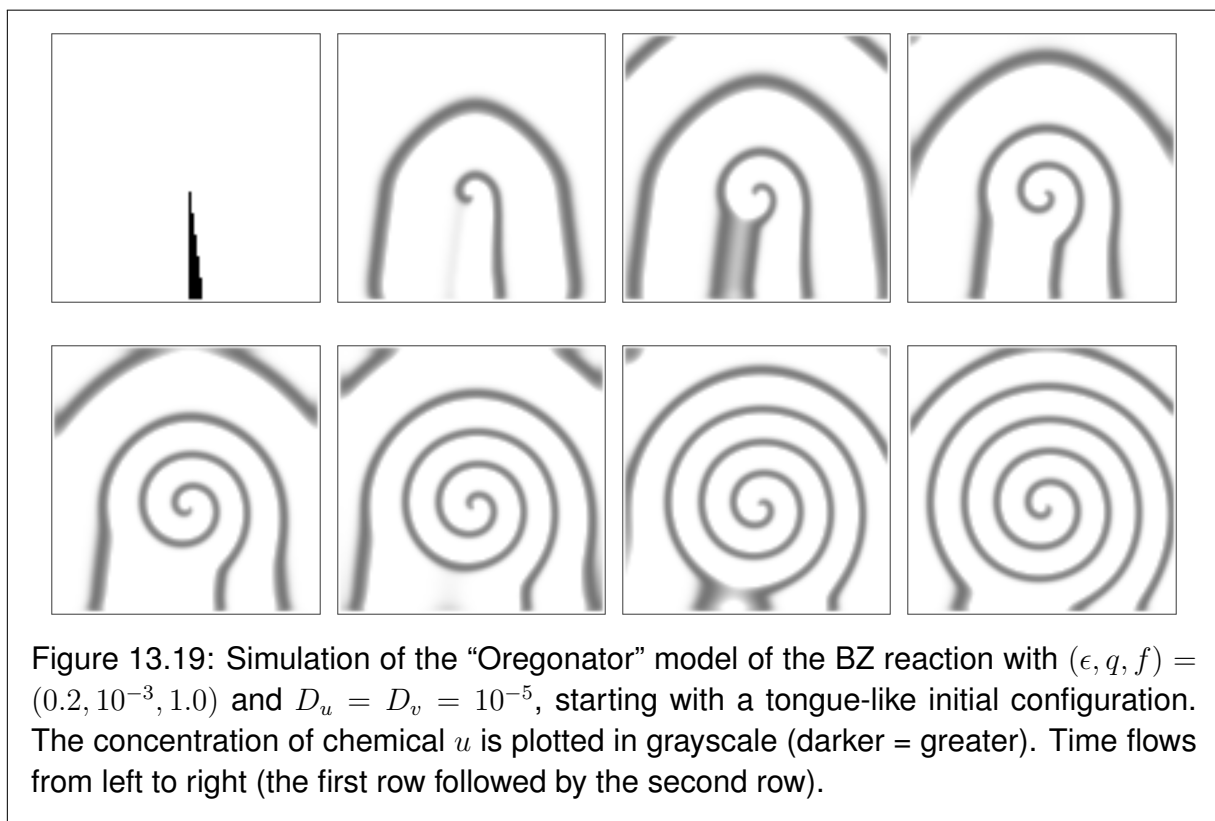 Figure 13.19: Simulation of the “Oregonator” model of the BZ reaction with (ϵ, q, f) =
(0.2, 10⁻³, 1.0) and Dᵤ = Dᵥ = 10⁻⁵, starting with a tongue-like initial configuration.
The concentration of chemical u is plotted in grayscale (darker = greater). Time flows
from left to right (the first row followed by the second row).